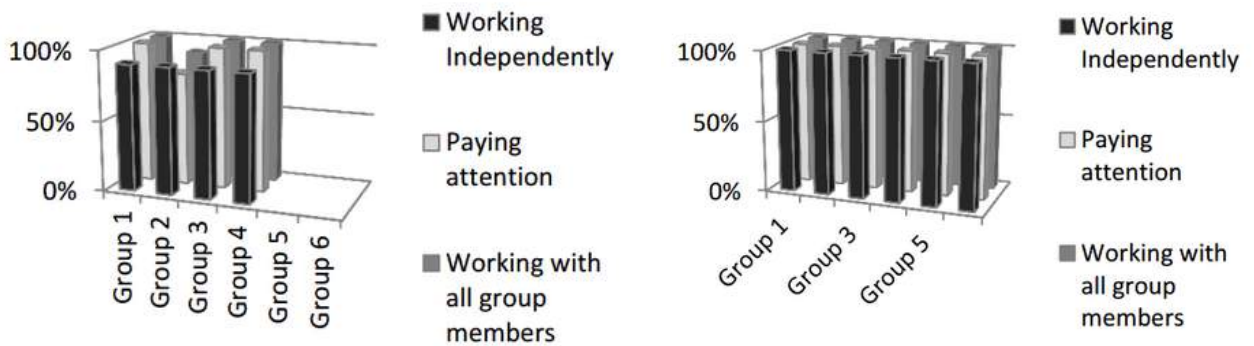 100%
50%
0%
Group 1
Group 2
Group 3
Group 4
Group 5
Group 6
Working
Independently
Paying
attention
Working with
all group
members
100%
50%
0%
Group 1
Group 3
Group 5
Working
Independently
Paying
attention
Working with
all group
members